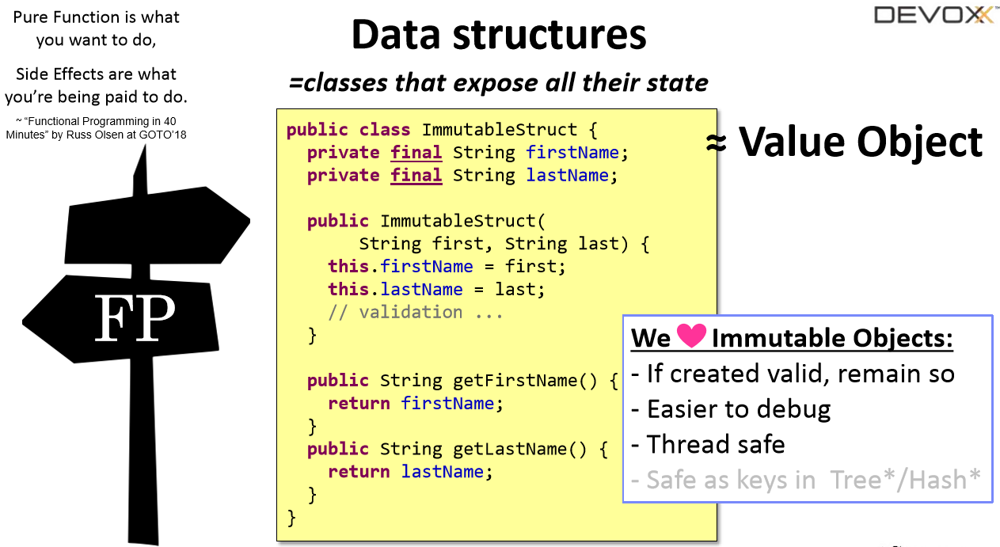 Pure Function is what
you want to do,
Side Effects are what
you're being paid to do.
~ "Functional Programming in 40
Minutes" by Russ Olsen at GOTO'18
FP
DEVOXX™
Data structures
=classes that expose all their state
public class ImmutableStruct {
private final String firstName;
private final String lastName;
public ImmutableStruct(
String first, String last) {
this.firstName = first;
this.lastName = last;
// validation ...
}
public String getFirstName() {
return firstName;
}
public String getLastName() {
return lastName;
}
}
≈ Value Object
We ❤ Immutable Objects:
- If created valid, remain so
- Easier to debug
- Thread safe
- Safe as keys in Tree*/Hash*